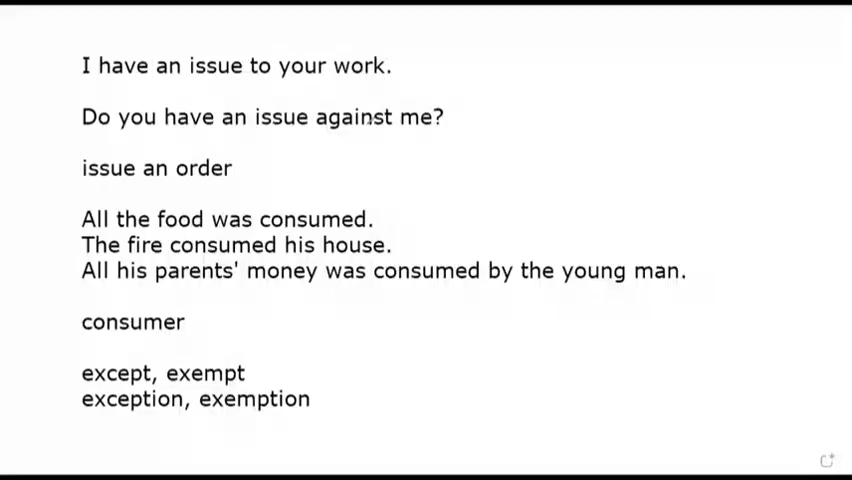 I have an issue to your work.
Do you have an issue against me?
issue an order
All the food was consumed.
The fire consumed his house.
All his parents' money was consumed by the young man.
consumer
except, exempt
exception, exemption